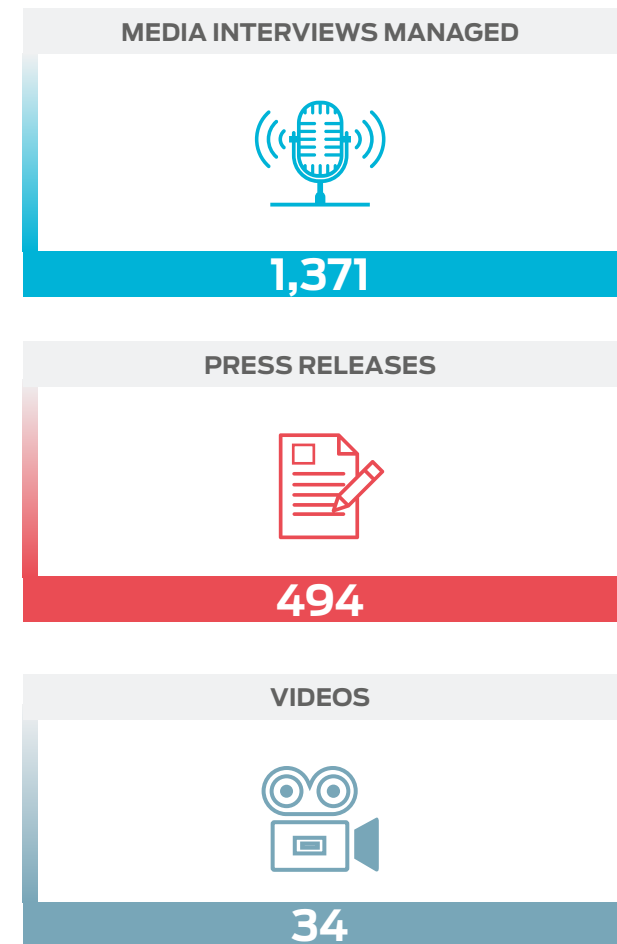 MEDIA INTERVIEWS MANAGED
1,371
PRESS RELEASES
494
VIDEOS
34